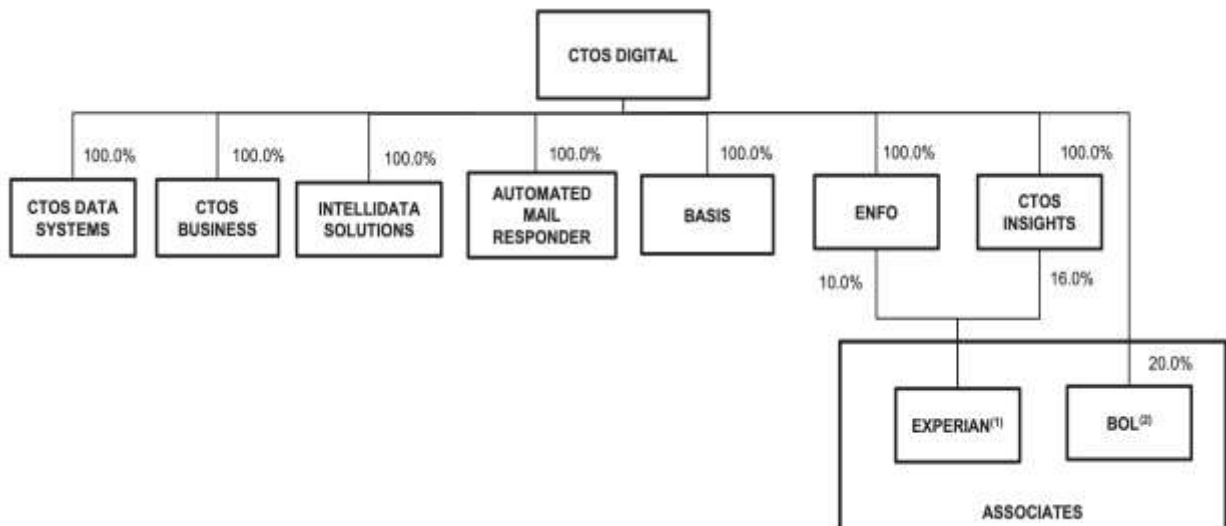 CTOS DIGITAL
100.0%
100.0%
100.0%
100.0%
100.0%
100.0%
100.0%
CTOS DATA
SYSTEMS
CTOS
BUSINESS
INTELLIDATA
SOLUTIONS
AUTOMATED
MAIL
RESPONDER
BASIS
ENFO
CTOS
INSIGHTS
10.0%
16.0%
20.0%
EXPERIAN(1)
BOL(2)
ASSOCIATES